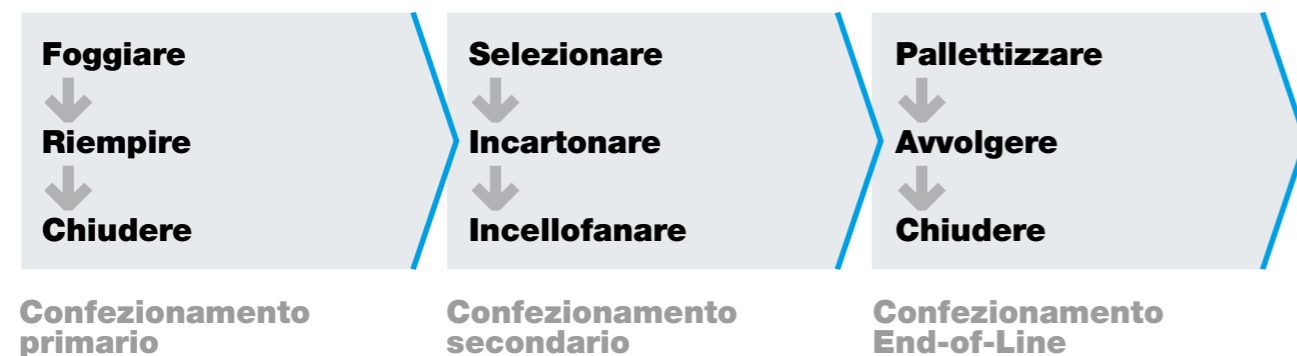 Foggiare
Riempire
Chiudere
Confezionamento
primario
Selezionare
Incartonare
Incellofanare
Confezionamento
secondario
Pallettizzare
Avvolgere
Chiudere
Confezionamento
End-of-Line